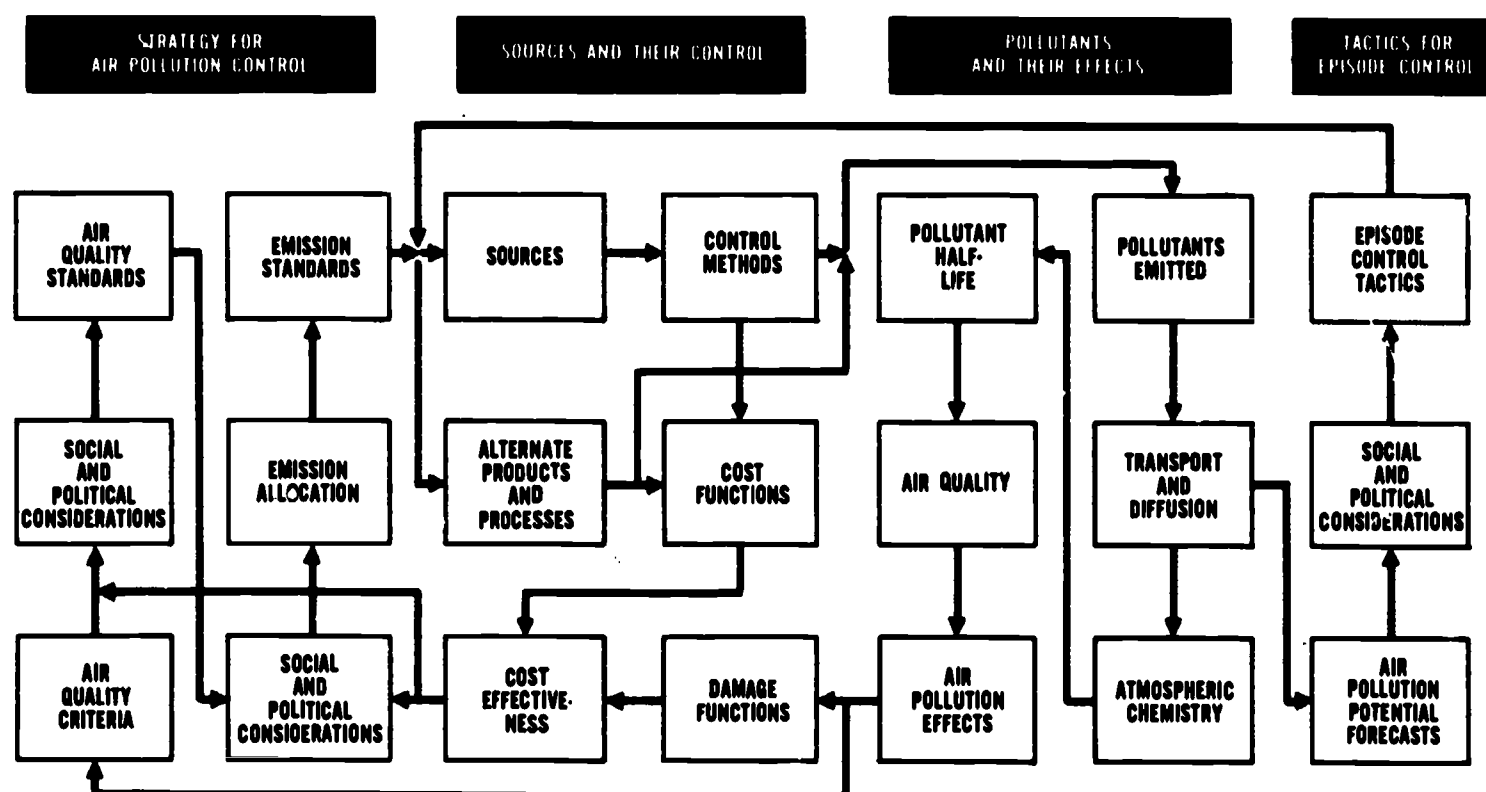 STRATEGY FOR
AIR POLLUTION CONTROL
SOURCES AND THEIR CONTROL
POLLUTANTS
AND THEIR EFFECTS
TACTICS FOR
EPISODE CONTROL
AIR
QUALITY
STANDARDS
EMISSION
STANDARDS
SOURCES
CONTROL
METHODS
POLLUTANT
HALF-
LIFE
POLLUTANTS
EMITTED
EPISODE
CONTROL
TACTICS
SOCIAL
AND
POLITICAL
CONSIDERATIONS
EMISSION
ALLOCATION
ALTERNATE
PRODUCTS
AND
PROCESSES
COST
FUNCTIONS
AIR QUALITY
TRANSPORT
AND
DIFFUSION
SOCIAL
AND
POLITICAL
CONSIDERATIONS
AIR
QUALITY
CRITERIA
SOCIAL
AND
POLITICAL
CONSIDERATIONS
COST
EFFECTIVE-
NESS
DAMAGE
FUNCTIONS
AIR
POLLUTION
EFFECTS
ATMOSPHERIC
CHEMISTRY
AIR
POLLUTION
POTENTIAL
FORECASTS